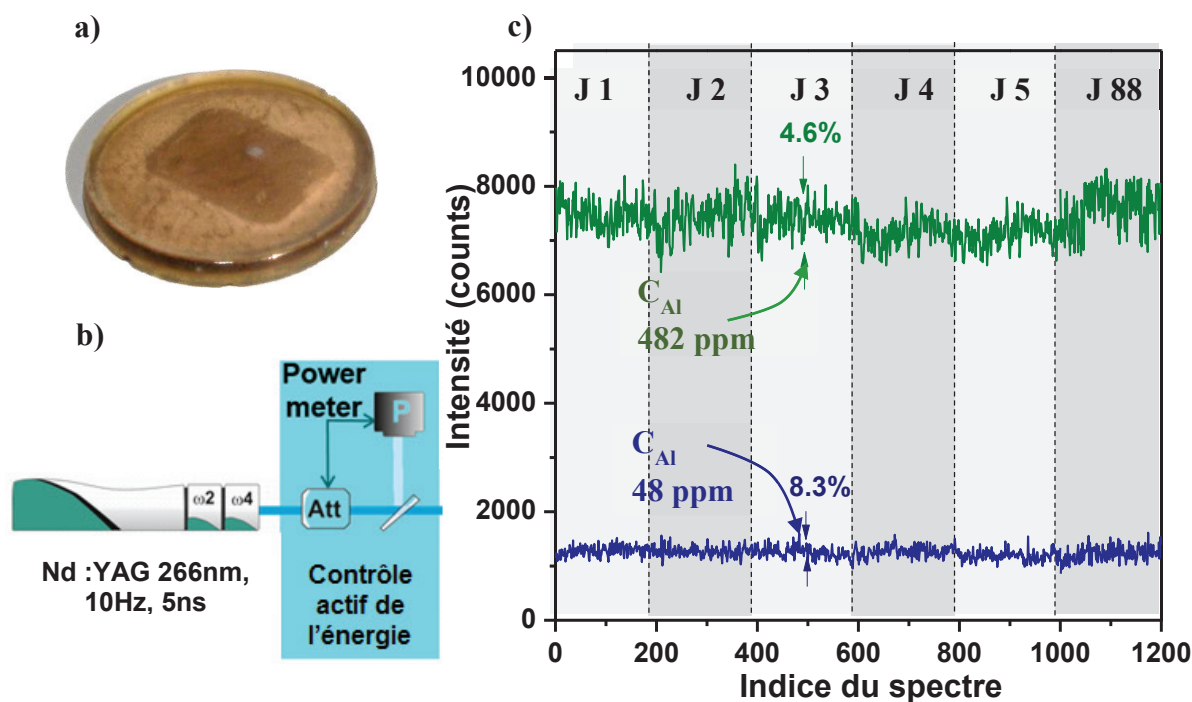 a)
b)
Power
meter
P
ω2 ω4
Att
Nd :YAG 266nm,
10Hz, 5ns
Contrôle
actif de
l'énergie
c)
J 1 J 2 J 3 J 4 J 5 J 88
4.6%
C_Al
482 ppm
C_Al
48 ppm
8.3%
Intensité (counts)
10000
8000
6000
4000
2000
0
0 200 400 600 800 1000 1200
Indice du spectre